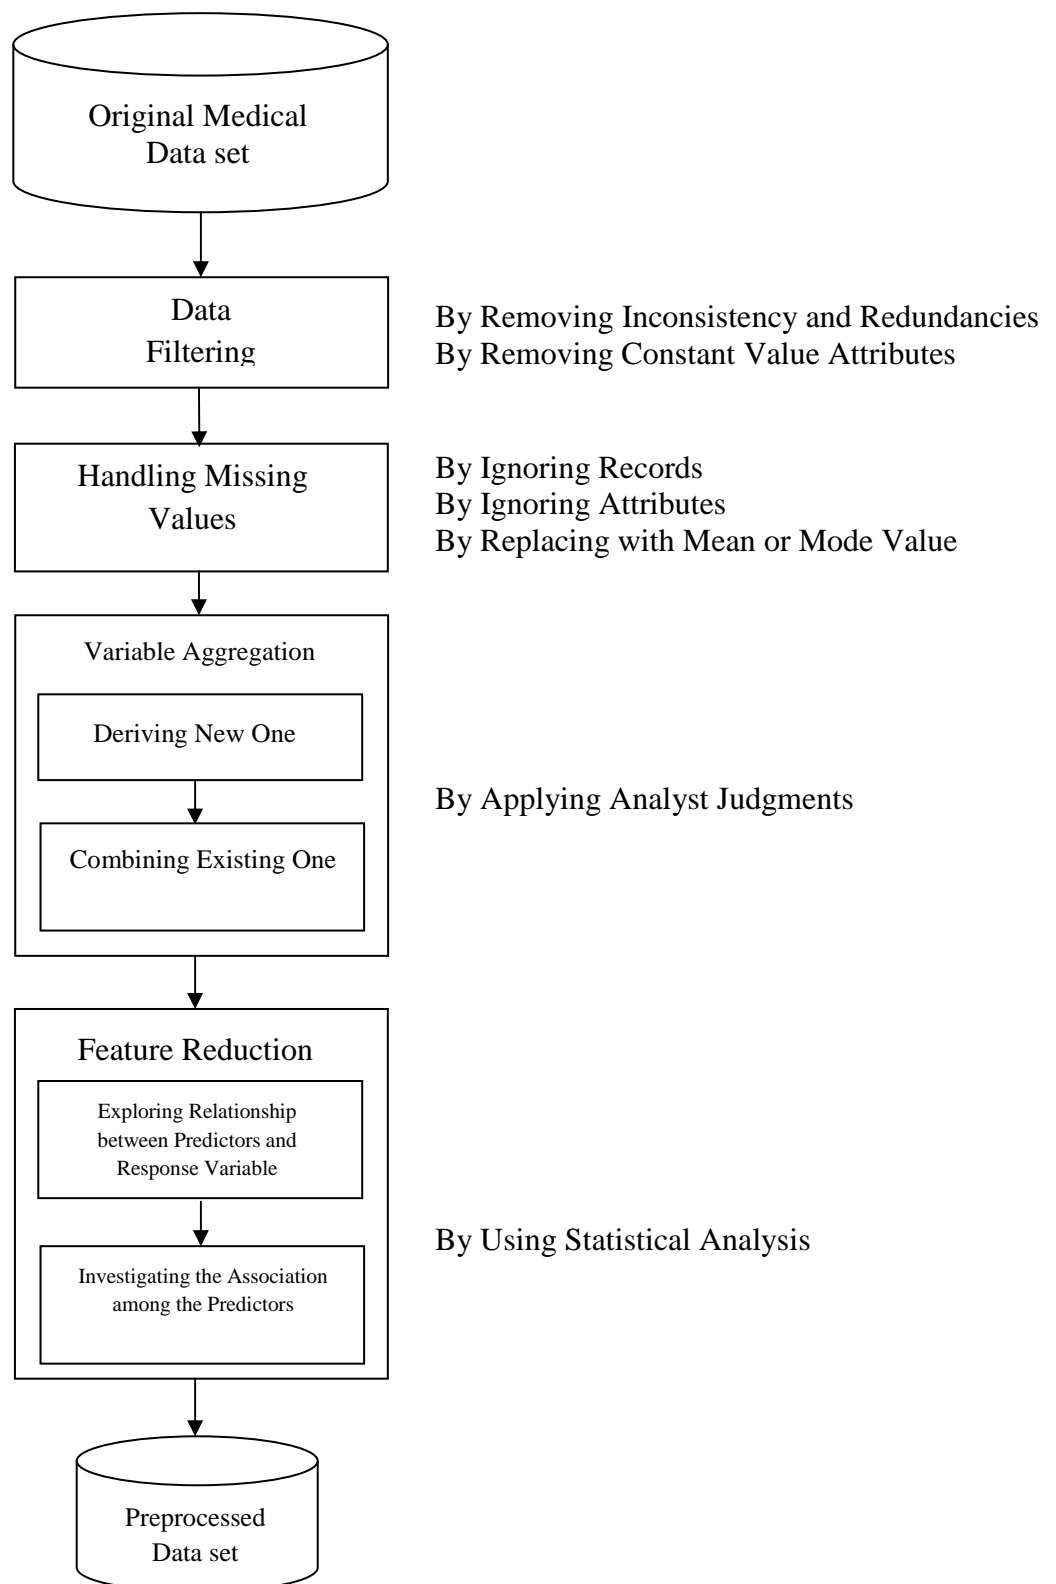 Original Medical
Data set
Data
Filtering
By Removing Inconsistency and Redundancies
By Removing Constant Value Attributes
Handling Missing
Values
By Ignoring Records
By Ignoring Attributes
By Replacing with Mean or Mode Value
Variable Aggregation
Deriving New One
Combining Existing One
By Applying Analyst Judgments
Feature Reduction
Exploring Relationship
between Predictors and
Response Variable
Investigating the Association
among the Predictors
By Using Statistical Analysis
Preprocessed
Data set